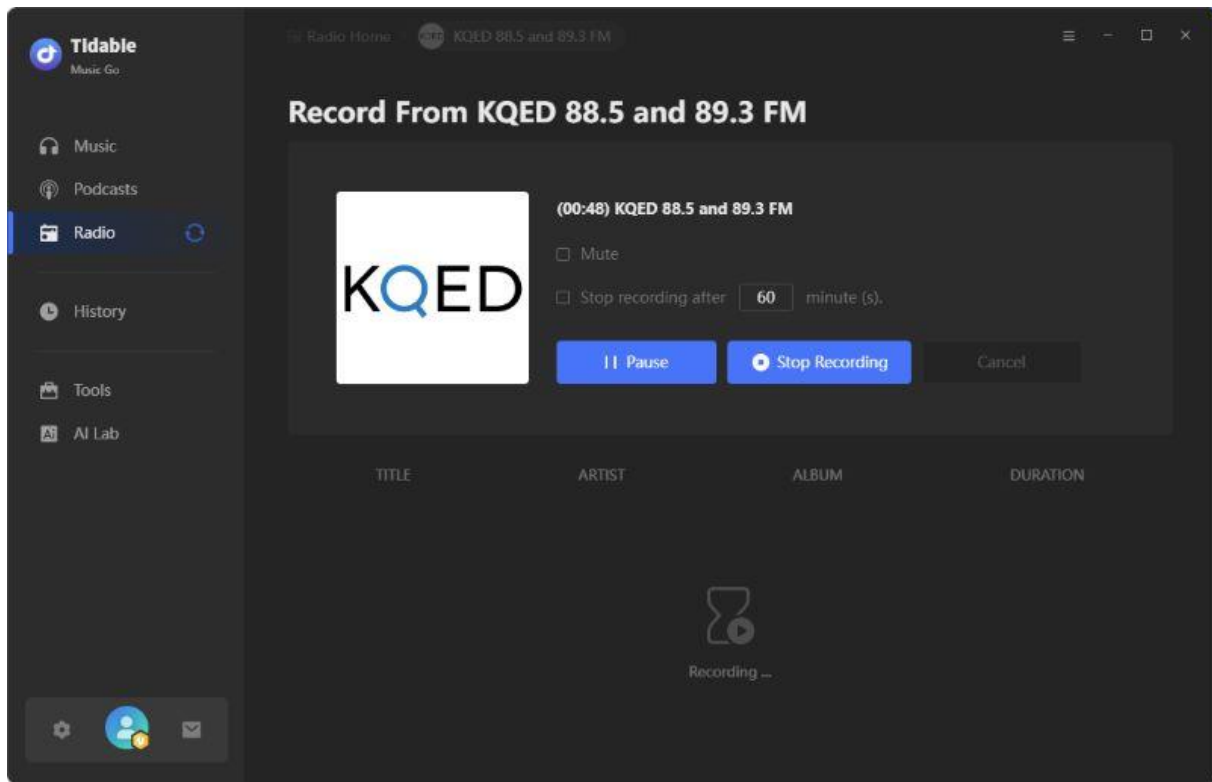 Tidable
Music Go
Music
Podcasts
Radio
History
Tools
Ai
AI Lab
Radio Home
KQED
KQED 88.5 and 89.3 FM
Record From KQED 88.5 and 89.3 FM
KQED
(00:48) KQED 88.5 and 89.3 FM
Mute
Stop recording after 60 minute (s).
Pause
Stop Recording
Cancel
TITLE ARTIST ALBUM DURATION
Recording ...